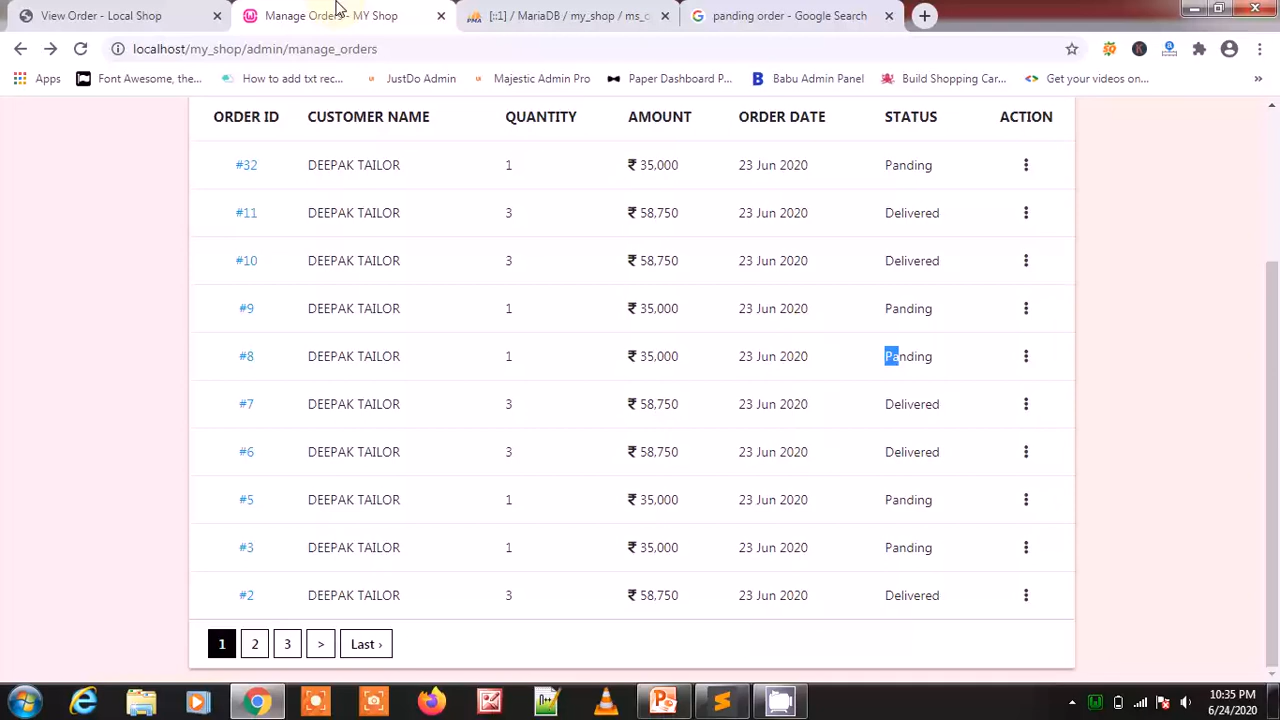 View Order - Local Shop
Manage Orders - MY Shop
[::1] / MariaDB / my_shop / ms_c
panding order - Google Search
localhost/my_shop/admin/manage_orders
Apps Font Awesome, the... How to add txt rec... JustDo Admin Majestic Admin Pro Paper Dashboard P... Babu Admin Panel Build Shopping Car... Get your videos on... »
ORDER ID CUSTOMER NAME QUANTITY AMOUNT ORDER DATE STATUS ACTION
#32 DEEPAK TAILOR 1 ₹ 35,000 23 Jun 2020 Panding
#11 DEEPAK TAILOR 3 ₹ 58,750 23 Jun 2020 Delivered
#10 DEEPAK TAILOR 3 ₹ 58,750 23 Jun 2020 Delivered
#9 DEEPAK TAILOR 1 ₹ 35,000 23 Jun 2020 Panding
#8 DEEPAK TAILOR 1 ₹ 35,000 23 Jun 2020 Panding
#7 DEEPAK TAILOR 3 ₹ 58,750 23 Jun 2020 Delivered
#6 DEEPAK TAILOR 3 ₹ 58,750 23 Jun 2020 Delivered
#5 DEEPAK TAILOR 1 ₹ 35,000 23 Jun 2020 Panding
#3 DEEPAK TAILOR 1 ₹ 35,000 23 Jun 2020 Panding
#2 DEEPAK TAILOR 3 ₹ 58,750 23 Jun 2020 Delivered
1 2 3 > Last ›
10:35 PM
6/24/2020